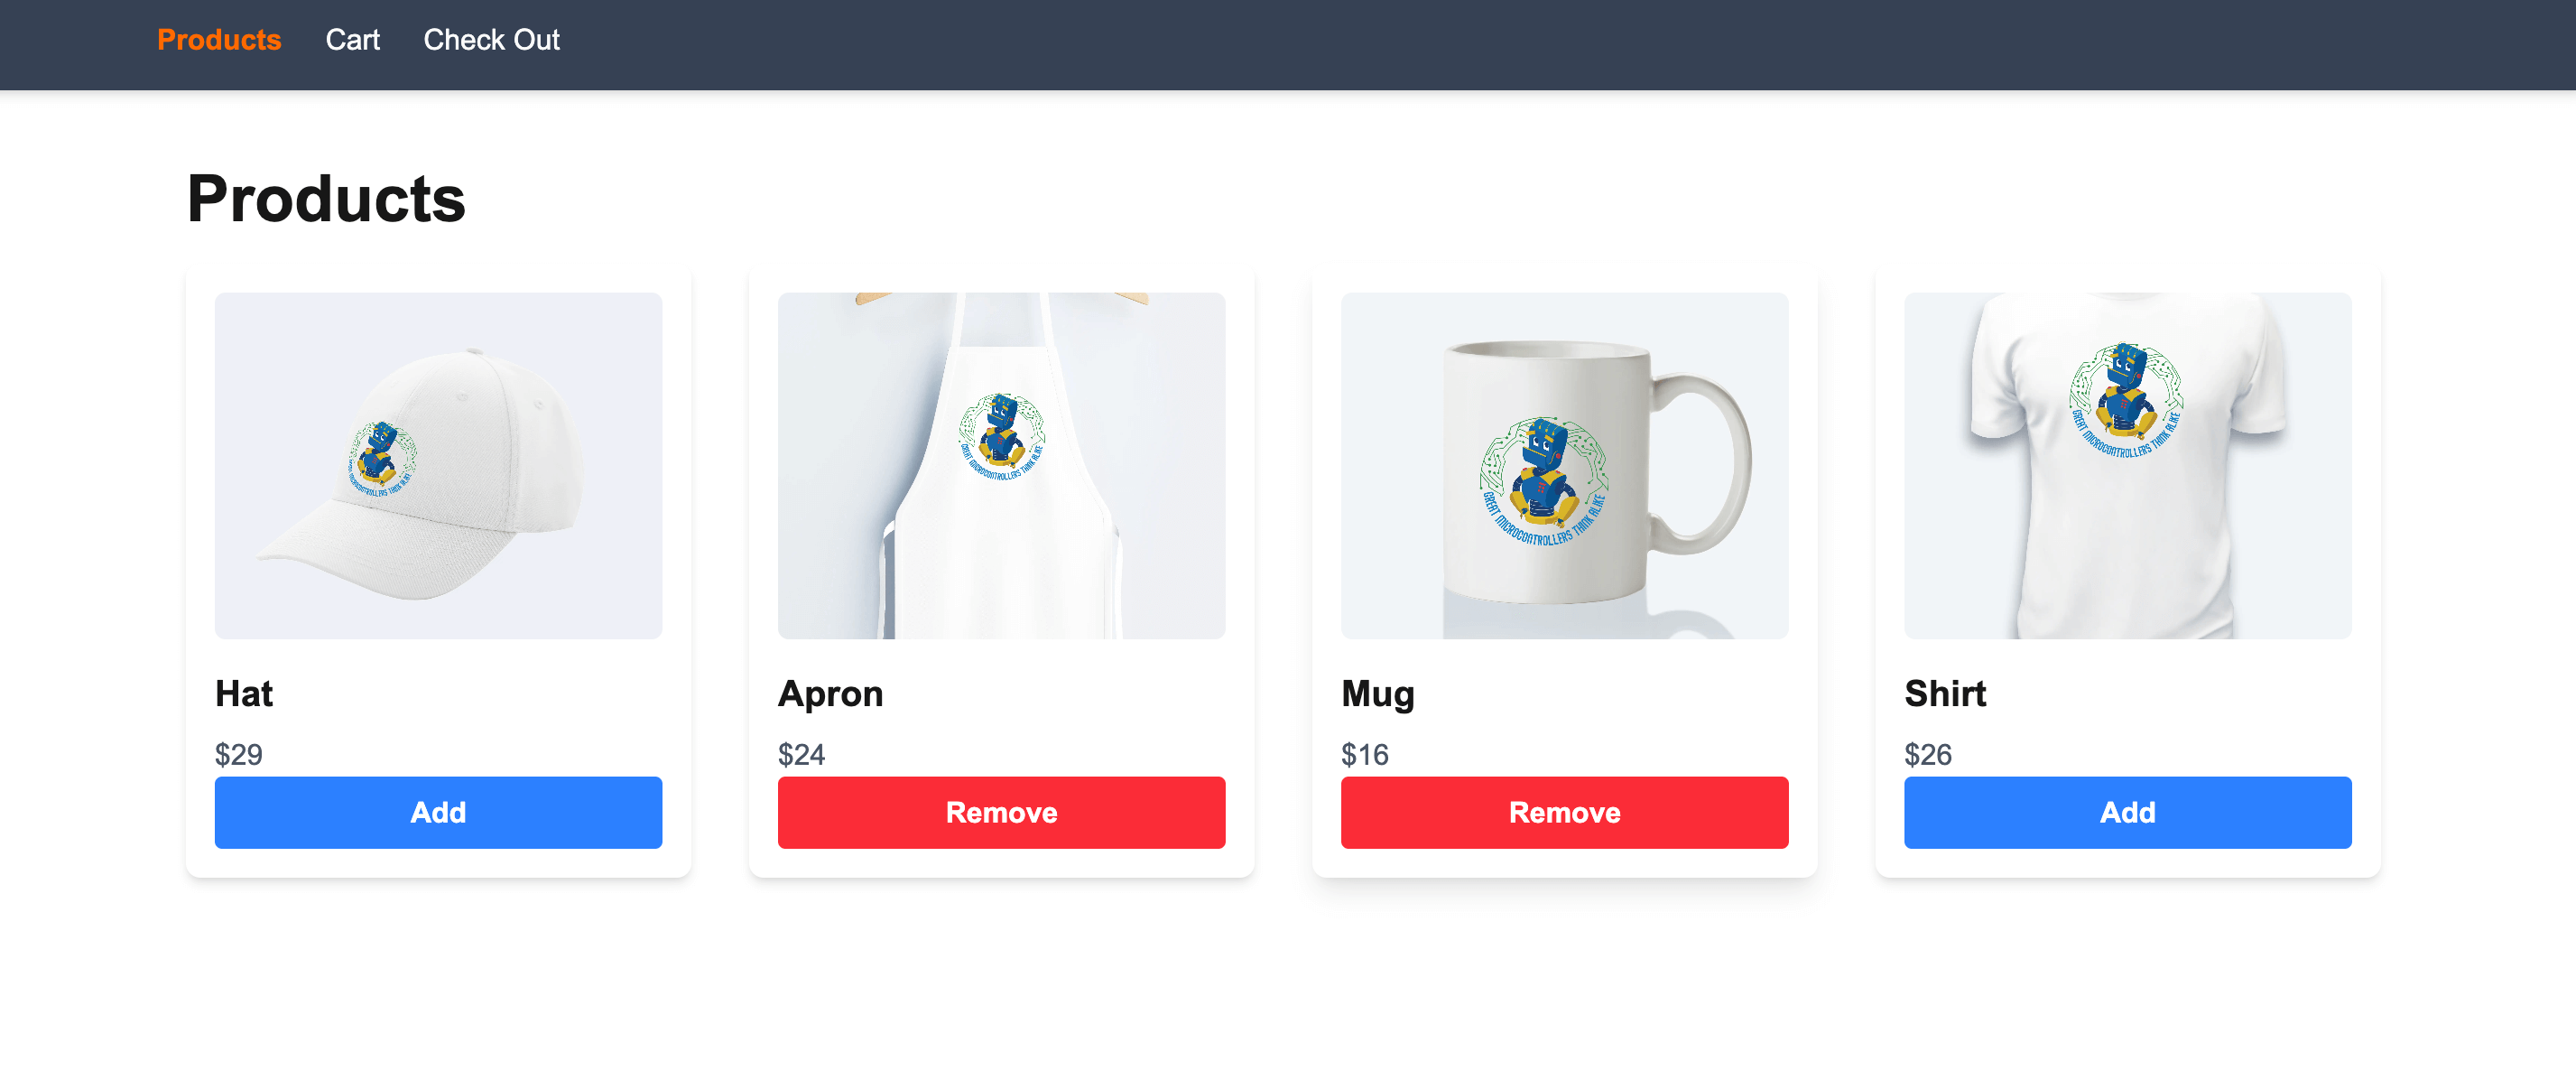 Products Cart Check Out
Products
GREAT MICROCONTROLLERS THINK ALIKE
GREAT MICROCONTROLLERS THINK ALIKE
GREAT MICROCONTROLLERS THINK ALIKE
MICROCONTROLLERS THINK ALIKE
Hat
Apron
Mug
Shirt
$29
$24
$16
$26
Add
Remove
Remove
Add